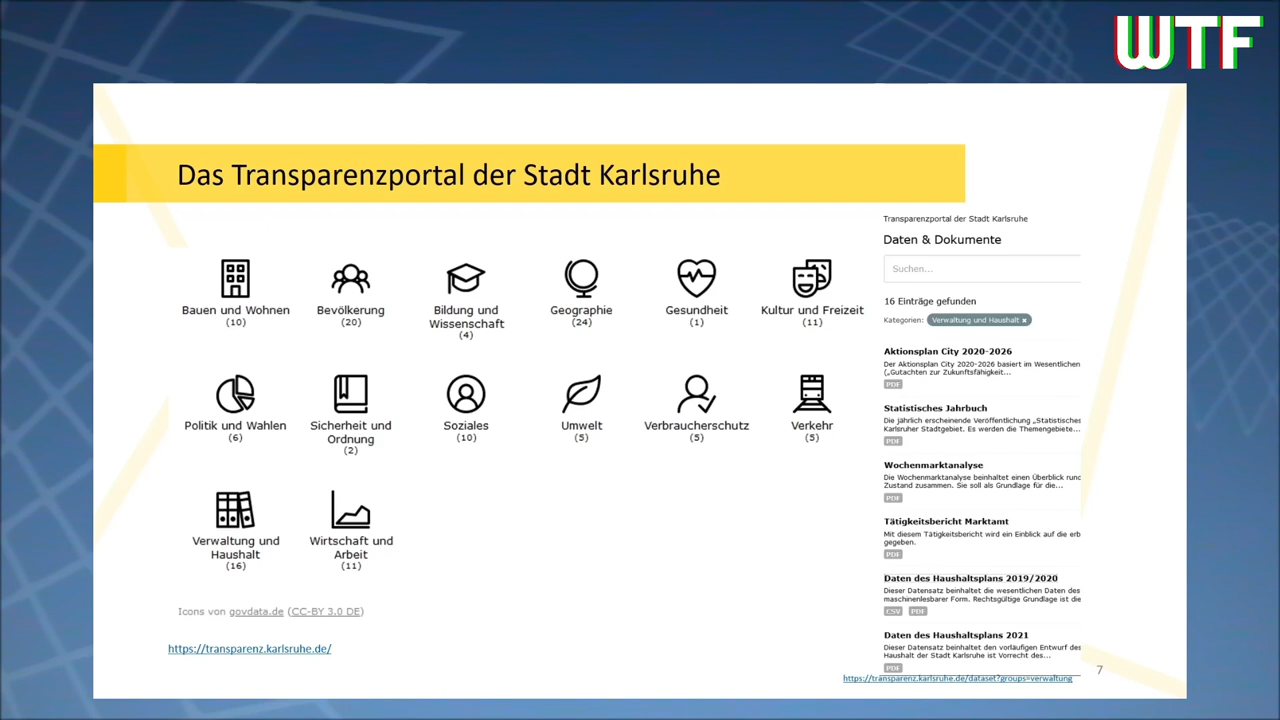 WTF
Das Transparenzportal der Stadt Karlsruhe
Bauen und Wohnen
(10)
Bevölkerung
(20)
Bildung und
Wissenschaft
(4)
Geographie
(24)
Gesundheit
(1)
Kultur und Freizeit
(11)
Politik und Wahlen
(6)
Sicherheit und
Ordnung
(2)
Soziales
(10)
Umwelt
(5)
Verbraucherschutz
(5)
Verkehr
(5)
Verwaltung und
Haushalt
(16)
Wirtschaft und
Arbeit
(11)
Icons von govdata.de (CC-BY 3.0 DE)
https://transparenz.karlsruhe.de/
Transparenzportal der Stadt Karlsruhe
Daten & Dokumente
Suchen...
16 Einträge gefunden
Kategorien: Verwaltung und Haushalt ×
Aktionsplan City 2020-2026
Der Aktionsplan City 2020-2026 basiert im Wesentlichen
(„Gutachten zur Zukunftsfähigkeit...
PDF
Statistisches Jahrbuch
Die jährlich erscheinende Veröffentlichung „Statistisches
Karlsruher Stadtgebiet. Es werden die Themengebiete...
PDF
Wochenmarktanalyse
Die Wochenmarktanalyse beinhaltet einen Überblick rund
Zustand zusammen. Sie soll als Grundlage für die...
PDF
Tätigkeitsbericht Marktamt
Mit diesem Tätigkeitsbericht wird ein Einblick auf die erb
gegeben.
PDF
Daten des Haushaltsplans 2019/2020
Dieser Datensatz beinhaltet die wesentlichen Daten des
maschinenlesbarer Form. Rechtsgültige Grundlage ist die
CSV PDF
Daten des Haushaltsplans 2021
Dieser Datensatz beinhaltet den vorläufigen Entwurf des
Haushalt der Stadt Karlsruhe ist Vorrecht des...
PDF
https://transparenz.karlsruhe.de/dataset?groups=verwaltung
7